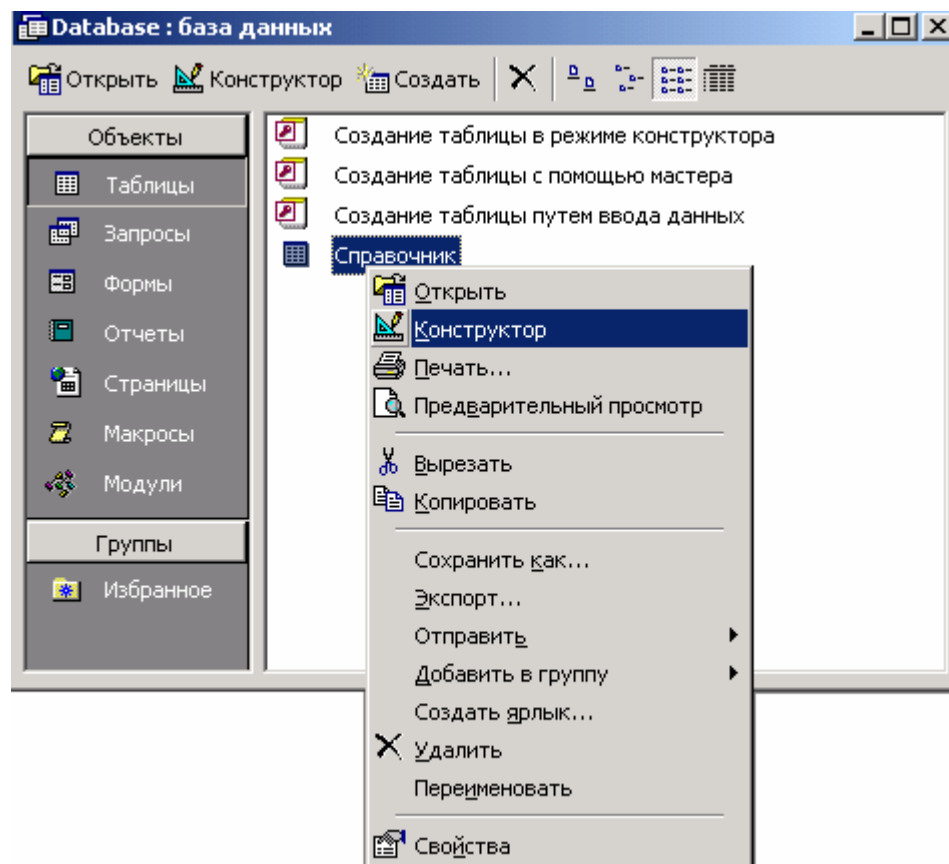 Database : база данных
Открыть Конструктор Создать
Объекты
Таблицы
Запросы
Формы
Отчеты
Страницы
Макросы
Модули
Группы
Избранное
Создание таблицы в режиме конструктора
Создание таблицы с помощью мастера
Создание таблицы путем ввода данных
Справочник
Открыть
Конструктор
Печать...
Предварительный просмотр
Вырезать
Копировать
Сохранить как...
Экспорт...
Отправить
Добавить в группу
Создать ярлык...
Удалить
Переименовать
Свойства